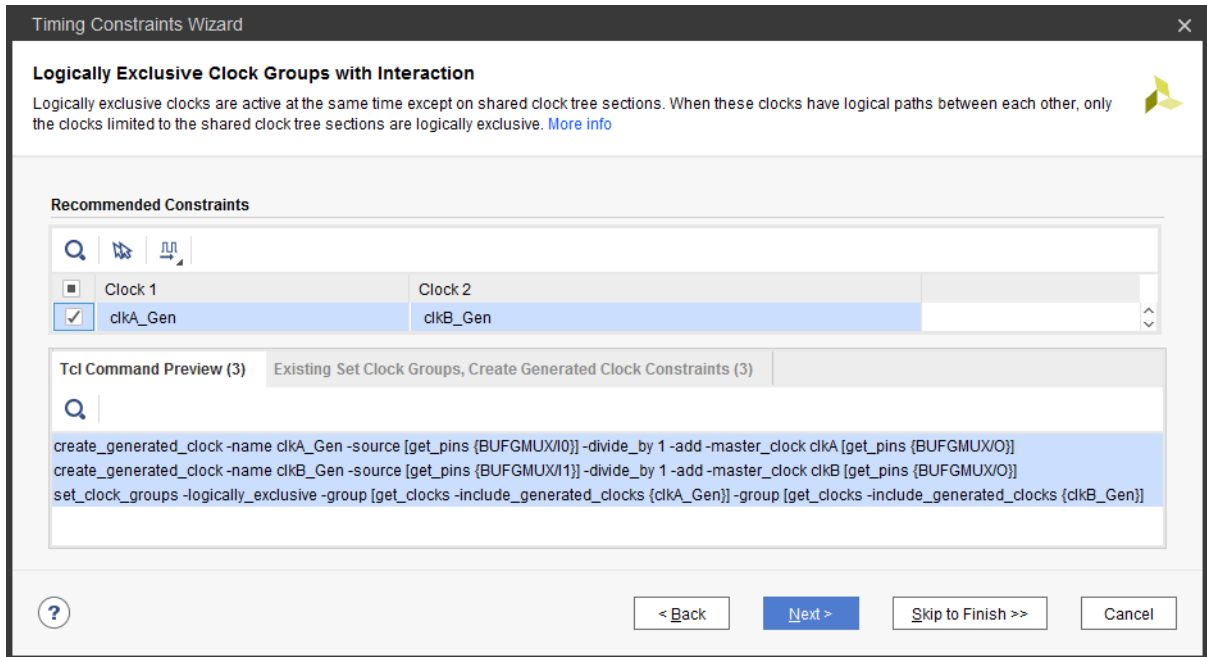 Timing Constraints Wizard
Logically Exclusive Clock Groups with Interaction
Logically exclusive clocks are active at the same time except on shared clock tree sections. When these clocks have logical paths between each other, only
the clocks limited to the shared clock tree sections are logically exclusive. More info
Recommended Constraints
Clock 1 Clock 2
clkA_Gen clkB_Gen
Tcl Command Preview (3) Existing Set Clock Groups, Create Generated Clock Constraints (3)
create_generated_clock -name clkA_Gen -source [get_pins {BUFGMUX/I0}] -divide_by 1 -add -master_clock clkA [get_pins {BUFGMUX/O}]
create_generated_clock -name clkB_Gen -source [get_pins {BUFGMUX/I1}] -divide_by 1 -add -master_clock clkB [get_pins {BUFGMUX/O}]
set_clock_groups -logically_exclusive -group [get_clocks -include_generated_clocks {clkA_Gen}] -group [get_clocks -include_generated_clocks {clkB_Gen}]
? < Back Next > Skip to Finish >> Cancel